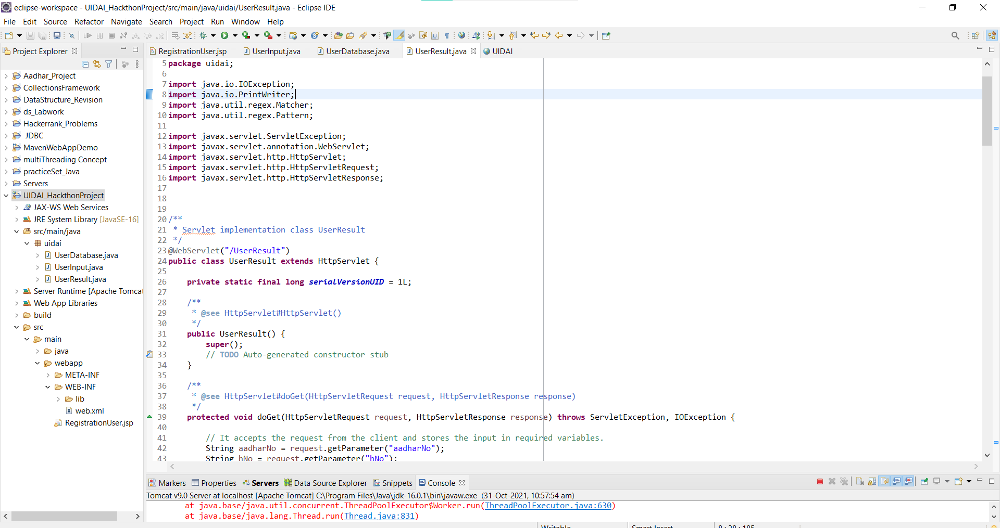 eclipse-workspace - UIDAI_HackthonProject/src/main/java/uidai/UserResult.java - Eclipse IDE
File Edit Source Refactor Navigate Search Project Run Window Help
Project Explorer
Aadhar_Project
CollectionsFramework
DataStructure_Revision
ds_Labwork
Hackerrank_Problems
JDBC
MavenWebAppDemo
multiThreading Concept
practiceSet_Java
Servers
UIDAI_HackthonProject
JAX-WS Web Services
JRE System Library [JavaSE-16]
src/main/java
uidai
UserDatabase.java
UserInput.java
UserResult.java
Server Runtime [Apache Tomcat
Web App Libraries
build
src
main
java
webapp
META-INF
WEB-INF
lib
web.xml
RegistrationUser.jsp
RegistrationUser.jsp UserInput.java UserDatabase.java UserResult.java UIDAI
5 package uidai;
6
7 import java.io.IOException;
8 import java.io.PrintWriter;
9 import java.util.regex.Matcher;
10 import java.util.regex.Pattern;
11
12 import javax.servlet.ServletException;
13 import javax.servlet.annotation.WebServlet;
14 import javax.servlet.http.HttpServlet;
15 import javax.servlet.http.HttpServletRequest;
16 import javax.servlet.http.HttpServletResponse;
17
18
19
20 /**
21 * Servlet implementation class UserResult
22 */
23 @WebServlet("/UserResult")
24 public class UserResult extends HttpServlet {
25
26 private static final long serialVersionUID = 1L;
27
28 /**
29 * @see HttpServlet#HttpServlet()
30 */
31 public UserResult() {
32 super();
33 // TODO Auto-generated constructor stub
34 }
35
36 /**
37 * @see HttpServlet#doGet(HttpServletRequest request, HttpServletResponse response)
38 */
39 protected void doGet(HttpServletRequest request, HttpServletResponse response) throws ServletException, IOException {
40
41 // It accepts the request from the client and stores the input in required variables.
42 String aadharNo = request.getParameter("aadharNo");
43 String hNo = request.getParameter("hNo");
Markers Properties Servers Data Source Explorer Snippets Console
Tomcat v9.0 Server at localhost [Apache Tomcat] C:\Program Files\Java\jdk-16.0.1\bin\javaw.exe (31-Oct-2021, 10:57:54 am)
at java.base/java.util.concurrent.ThreadPoolExecutor$Worker.run(ThreadPoolExecutor.java:630)
at java.base/java.lang.Thread.run(Thread.java:831)
Writable Smart Insert 8 : 28 : 185